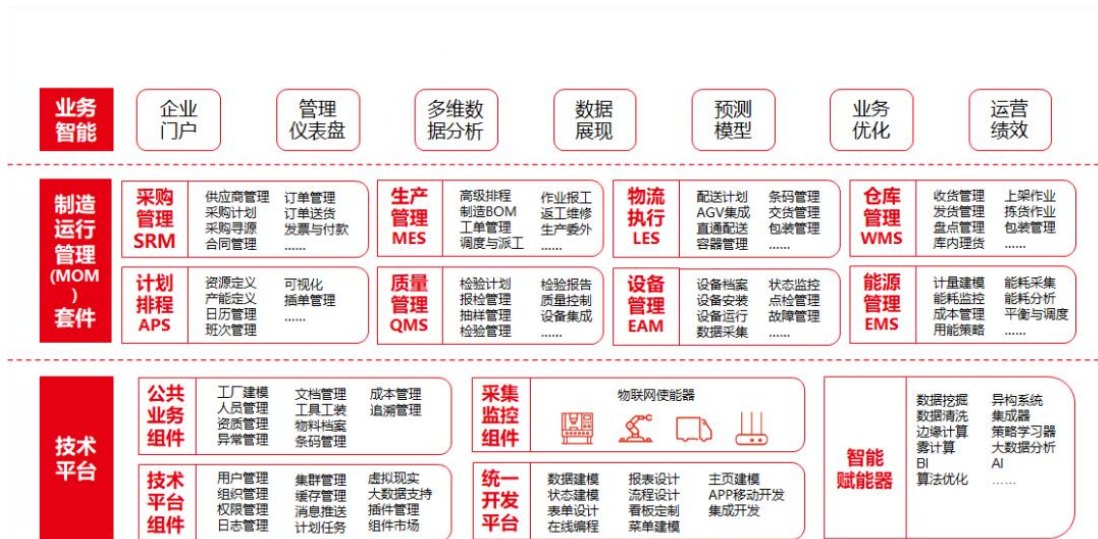 业务
智能
企业
门户
管理
仪表盘
多维数
据分析
数据
展现
预测
模型
业务
优化
运营
绩效
制造
运行
管理
(MOM
)
套件
采购
管理
SRM
供应商管理 订单管理
采购计划 订单送货
采购寻源 发票与付款
合同管理 ......
生产
管理
MES
高级排程 作业报工
制造BOM 返工维修
工单管理 生产委外
调度与派工 ......
物流
执行
LES
配送计划 条码管理
AGV集成 交货管理
直通配送 包装管理
容器管理 ......
仓库
管理
WMS
收货管理 上架作业
发货管理 拣货作业
盘点管理 包装管理
库内理货 ......
计划
排程
APS
资源定义 可视化
产能定义 插单管理
日历管理 ......
班次管理
质量
管理
QMS
检验计划 检验报告
报检管理 质量控制
抽样管理 设备集成
检验管理 ......
设备
管理
EAM
设备档案 状态监控
设备安装 点检管理
设备运行 故障管理
数据采集 ......
能源
管理
EMS
计量建模 能耗采集
能耗监控 能耗分析
成本管理 平衡与调度
用能策略 ......
技术
平台
公共
业务
组件
工厂建模 文档管理 成本管理
人员管理 工具工装 追溯管理
资质管理 物料档案
异常管理 条码管理
采集
监控
组件
物联网使能器
技术
平台
组件
用户管理 集群管理 虚拟现实
组织管理 缓存管理 大数据支持
权限管理 消息推送 插件管理
日志管理 计划任务 组件市场
统一
开发
平台
数据建模 报表设计 主页建模
状态建模 流程设计 APP移动开发
表单设计 看板定制 集成开发
在线编程 菜单建模
智能
赋能器
数据挖掘 异构系统
数据清洗 集成器
边缘计算 策略学习器
雾计算 大数据分析
BI AI
算法优化 ......